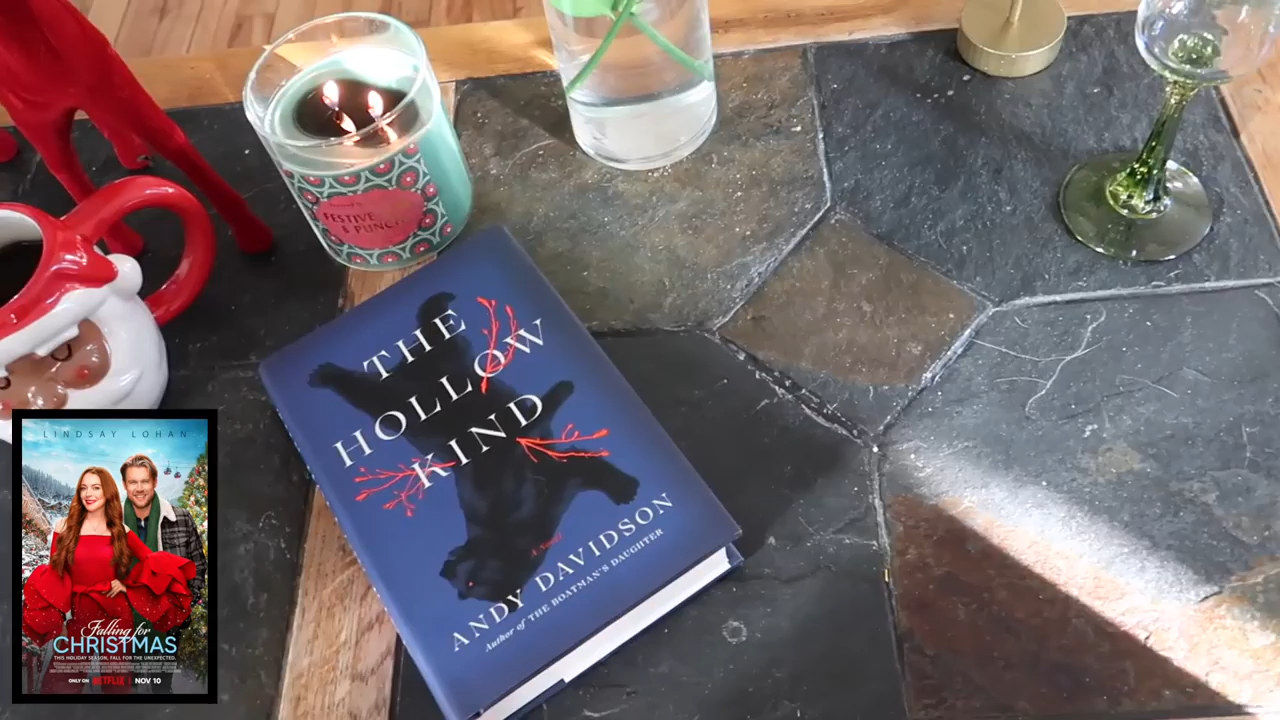 FESTIVE
& PUNCH
THE
HOLLOW
KIND
A Novel
ANDY DAVIDSON
Author of THE BOATMAN'S DAUGHTER
LINDSAY LOHAN
Falling for
CHRISTMAS
THIS HOLIDAY SEASON, FALL FOR THE UNEXPECTED.
ONLY ON NETFLIX | NOV 10